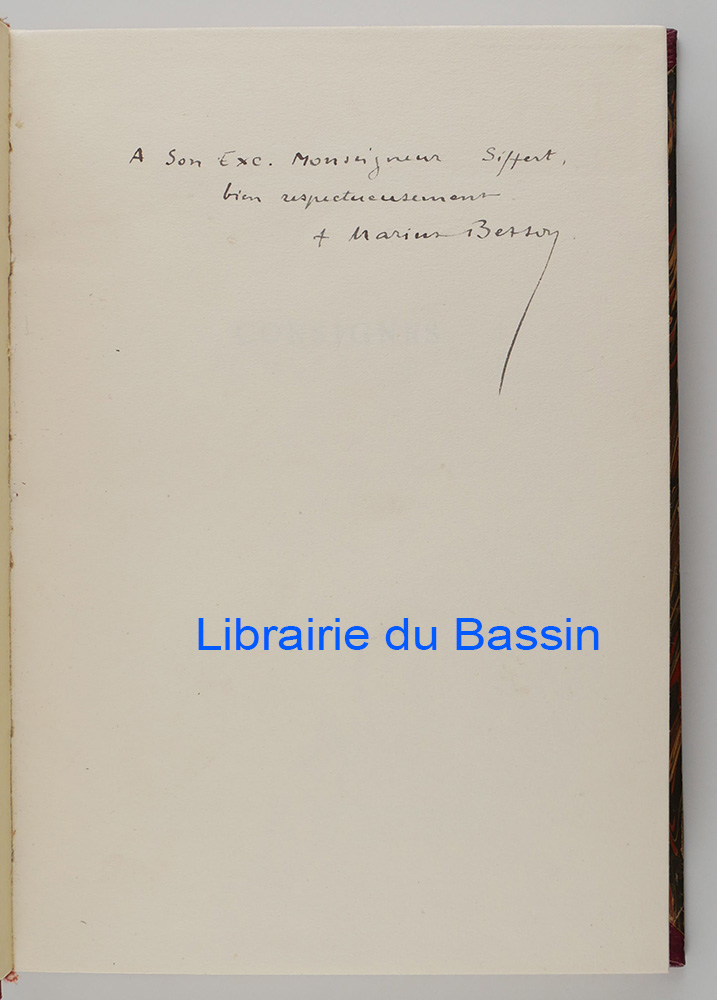 A Son Exc. Monseigneur Siffert,
bien respectueusement
+ Marius Besson.
Librairie du Bassin